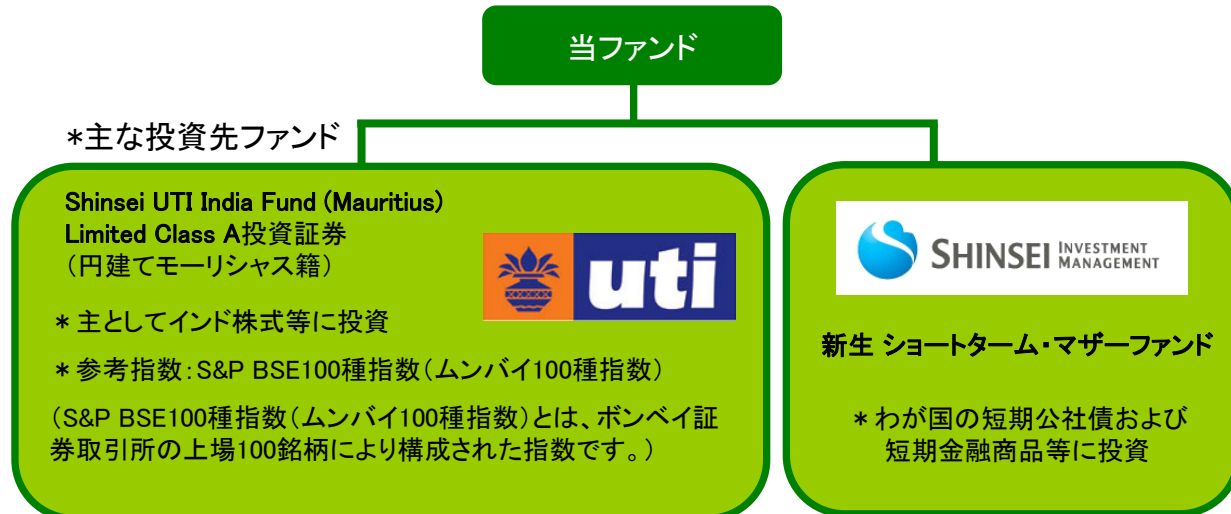 当ファンド
*主な投資先ファンド
Shinsei UTI India Fund (Mauritius)
Limited Class A投資証券
（円建てモーリシャス籍）
uti
* 主としてインド株式等に投資
* 参考指数：S&P BSE100種指数（ムンバイ100種指数）
（S&P BSE100種指数（ムンバイ100種指数）とは、ボンベイ証
券取引所の上場100銘柄により構成された指数です。）
SHINSEI INVESTMENT
MANAGEMENT
新生 ショートターム・マザーファンド
* わが国の短期公社債および
短期金融商品等に投資